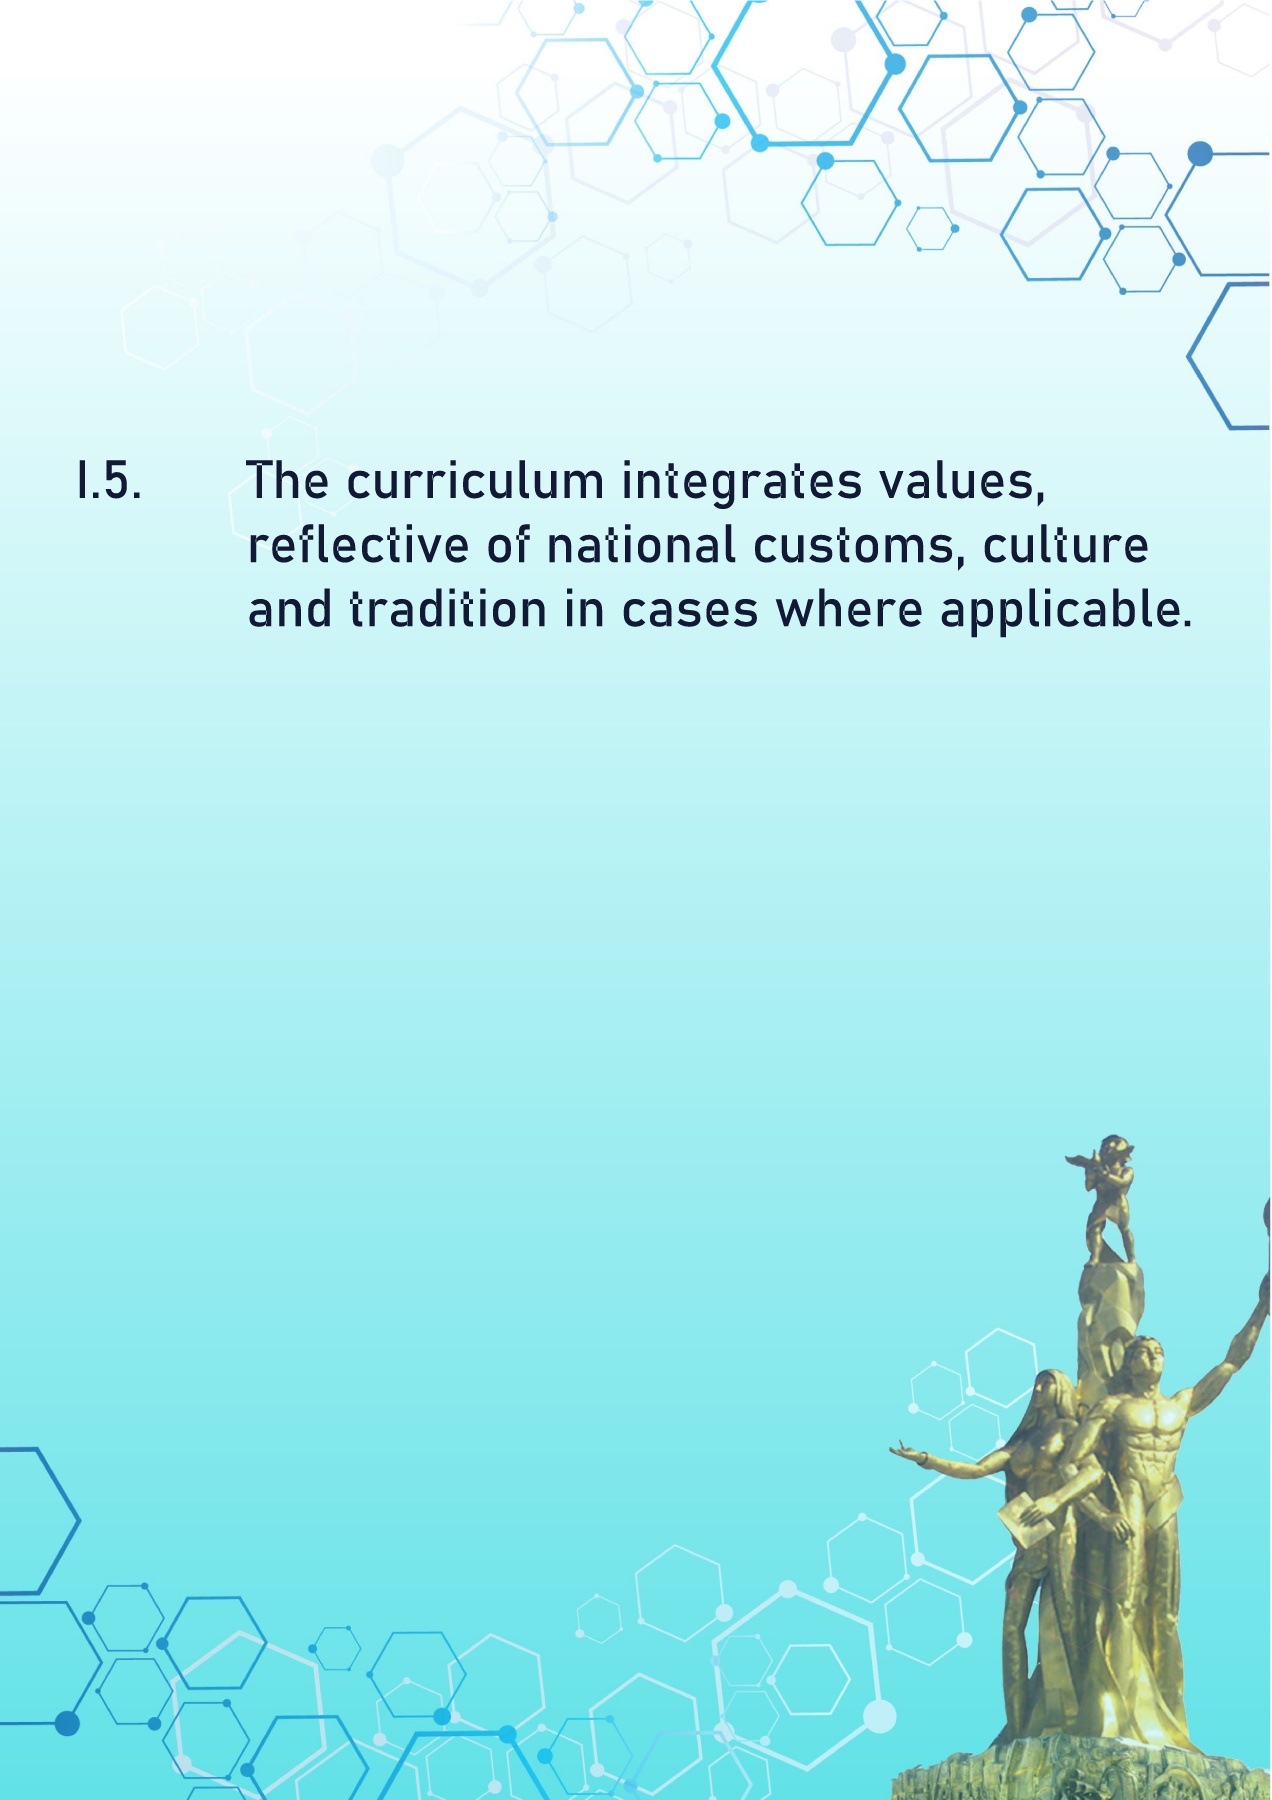 I.5. The curriculum integrates values,
reflective of national customs, culture
and tradition in cases where applicable.